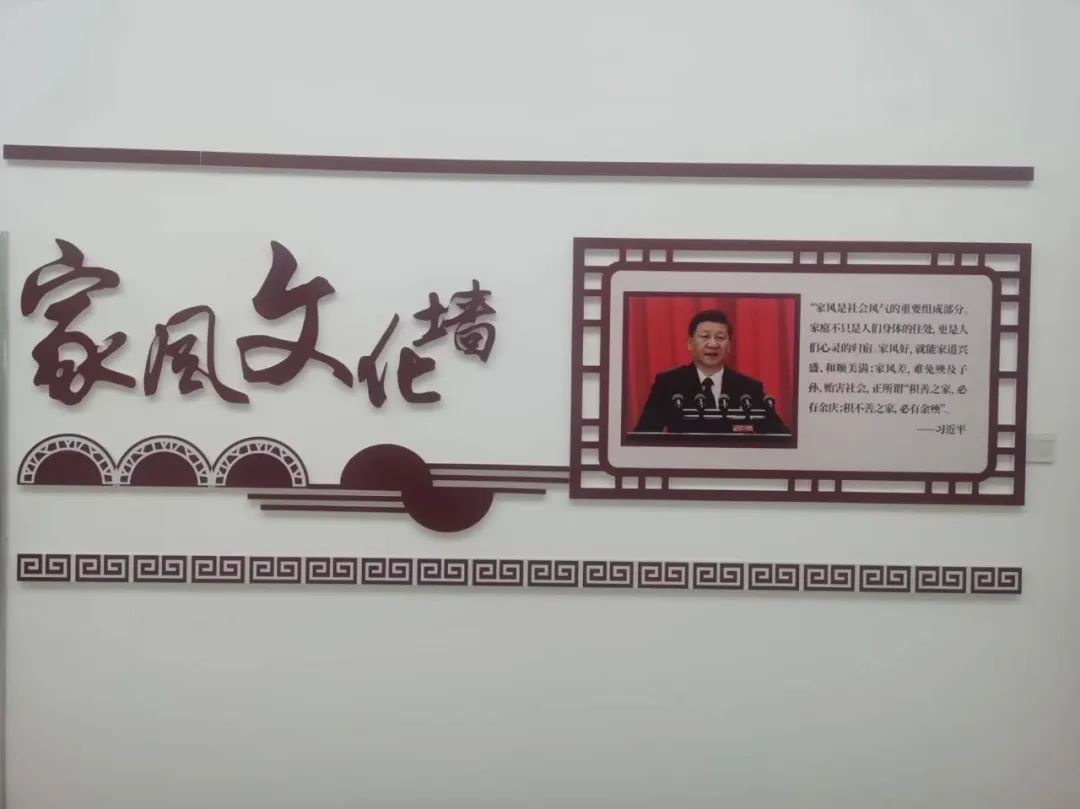 家风文化墙
“家风是社会风气的重要组成部分。
家庭不只是人们身体的住处,更是人
们心灵的归宿。家风好,就能家道兴
盛、和顺美满;家风差,难免殃及子
孙、贻害社会,正所谓“积善之家,必
有余庆;积不善之家,必有余殃”。
——习近平